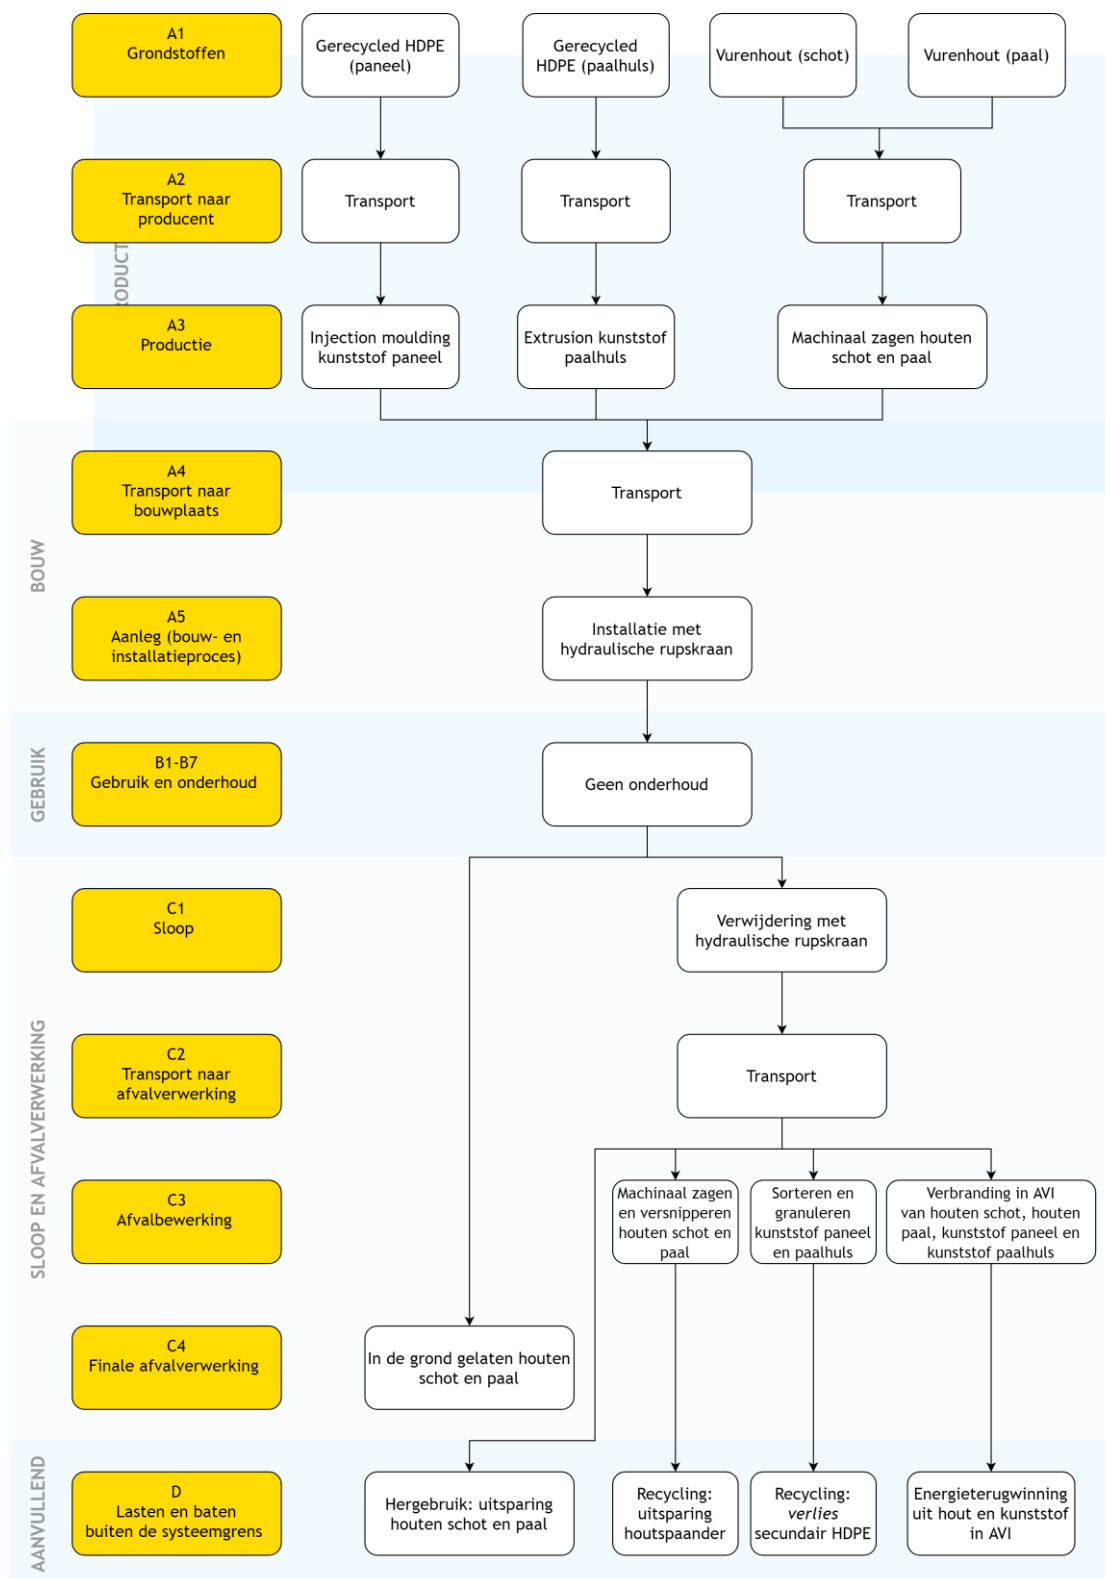 A1
Grondstoffen
Gerecycled HDPE
(paneel)
Gerecycled
HDPE (paalhuls)
Vurenhout (schot)
Vurenhout (paal)
A2
Transport naar
producent
Transport
Transport
Transport
A3
Productie
Injection moulding
kunststof paneel
Extrusion kunststof
paalhuls
Machinaal zagen houten
schot en paal
BOUW
A4
Transport naar
bouwplaats
Transport
A5
Aanleg (bouw- en
installatieproces)
Installatie met
hydraulische rupskraan
GEBRUIK
B1-B7
Gebruik en onderhoud
Geen onderhoud
SLOOP EN AFVALVERWERKING
C1
Sloop
Verwijdering met
hydraulische rupskraan
C2
Transport naar
afvalverwerking
Transport
C3
Afvalbewerking
Machinaal zagen
en versnipperen
houten schot en
paal
Sorteren en
granuleren
kunststof paneel
en paalhuls
Verbranding in AVI
van houten schot, houten
paal, kunststof paneel en
kunststof paalhuls
C4
Finale afvalverwerking
In de grond gelaten houten
schot en paal
AANVULLEND
D
Lasten en baten
buiten de systeemgrens
Hergebruik: uitsparing
houten schot en paal
Recycling:
uitsparing
houtspaander
Recycling:
verlies
secundair HDPE
Energieterugwinning
uit hout en kunststof
in AVI